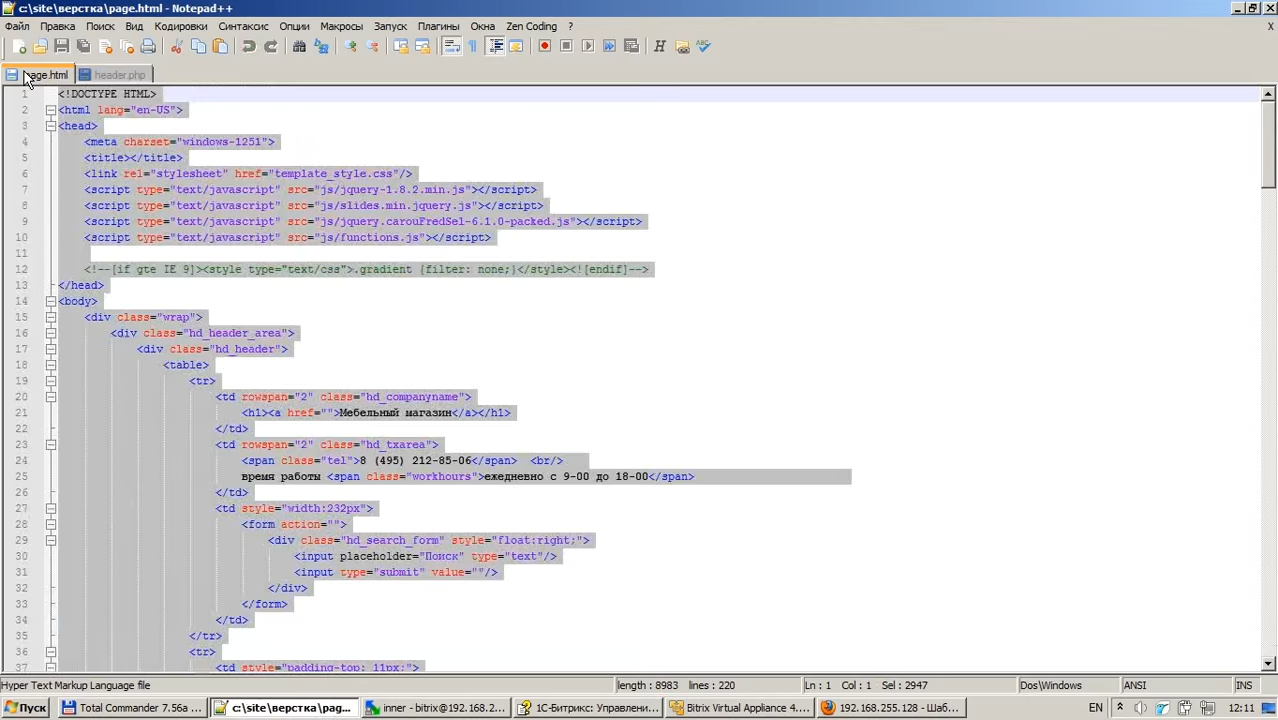 c:\site\верстка\page.html - Notepad++
Файл Правка Поиск Вид Кодировки Синтаксис Опции Макросы Запуск Плагины Окна Zen Coding ? X
page.html header.php
1 <!DOCTYPE HTML>
2 <html lang="en-US">
3 <head>
4 <meta charset="windows-1251">
5 <title></title>
6 <link rel="stylesheet" href="template_style.css"/>
7 <script type="text/javascript" src="js/jquery-1.8.2.min.js"></script>
8 <script type="text/javascript" src="js/slides.min.jquery.js"></script>
9 <script type="text/javascript" src="js/jquery.carouFredSel-6.1.0-packed.js"></script>
10 <script type="text/javascript" src="js/functions.js"></script>
11
12 <!--[if gte IE 9]><style type="text/css">.gradient {filter: none;}</style><![endif]-->
13 </head>
14 <body>
15 <div class="wrap">
16 <div class="hd_header_area">
17 <div class="hd_header">
18 <table>
19 <tr>
20 <td rowspan="2" class="hd_companyname">
21 <h1><a href="">Мебельный магазин</a></h1>
22 </td>
23 <td rowspan="2" class="hd_txarea">
24 <span class="tel">8 (495) 212-85-06</span> <br/>
25 время работы <span class="workhours">ежедневно с 9-00 до 18-00</span>
26 </td>
27 <td style="width:232px">
28 <form action="">
29 <div class="hd_search_form" style="float:right;">
30 <input placeholder="Поиск" type="text"/>
31 <input type="submit" value=""/>
32 </div>
33 </form>
34 </td>
35 </tr>
36 <tr>
37 <td style="padding-top: 11px;">
Hyper Text Markup Language file length : 8983 lines : 220 Ln : 1 Col : 1 Sel : 2947 Dos\Windows ANSI INS
Пуск Total Commander 7.56a ... c:\site\верстка\pag... inner - bitrix@192.168.2... 1С-Битрикс: Управлени... Bitrix Virtual Appliance 4.... 192.168.255.128 - Шаб... EN 12:11